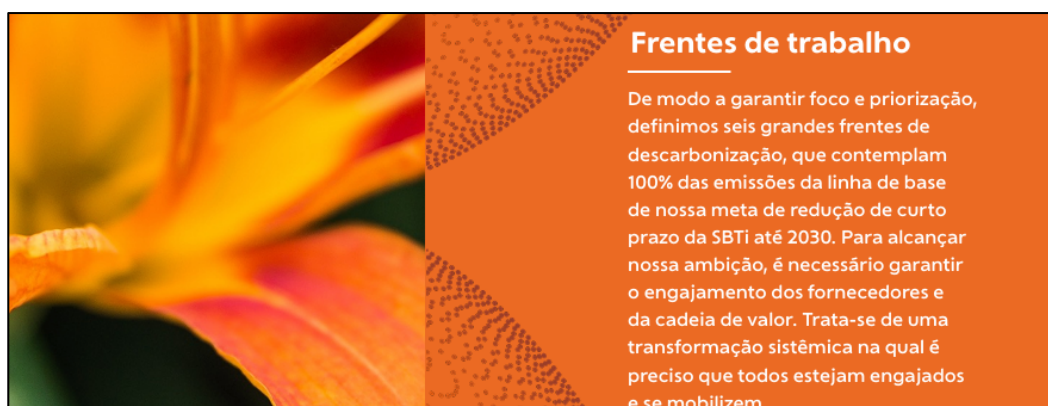 Frentes de trabalho
De modo a garantir foco e priorização,
definimos seis grandes frentes de
descarbonização, que contemplam
100% das emissões da linha de base
de nossa meta de redução de curto
prazo da SBTi até 2030. Para alcançar
nossa ambição, é necessário garantir
o engajamento dos fornecedores e
da cadeia de valor. Trata-se de uma
transformação sistêmica na qual é
preciso que todos estejam engajados
e se mobilizem